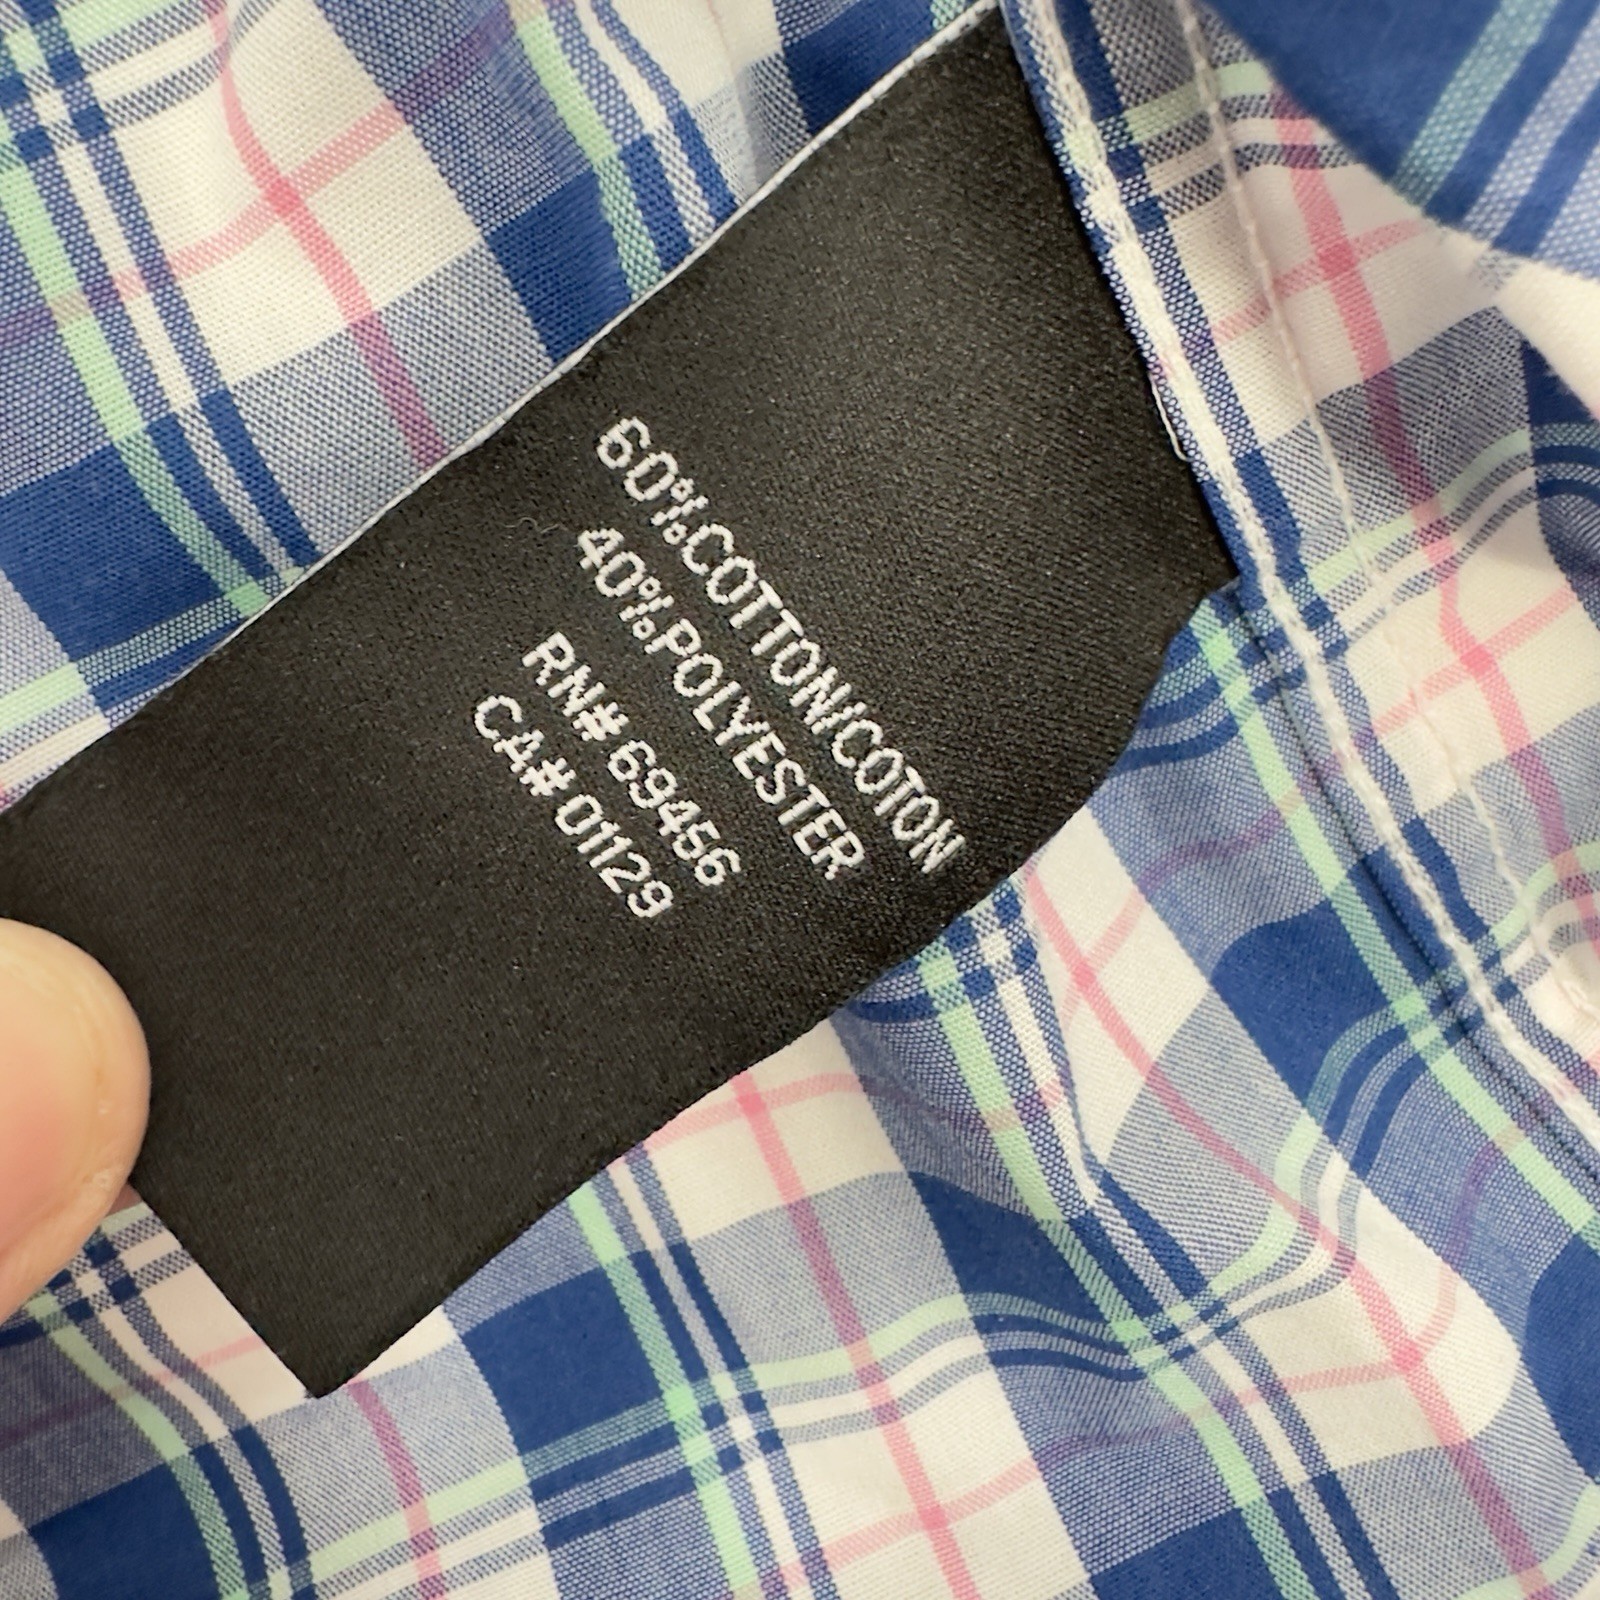 60%COTTON/COTON
40%POLYESTER
RN# 69456
CA# 01129